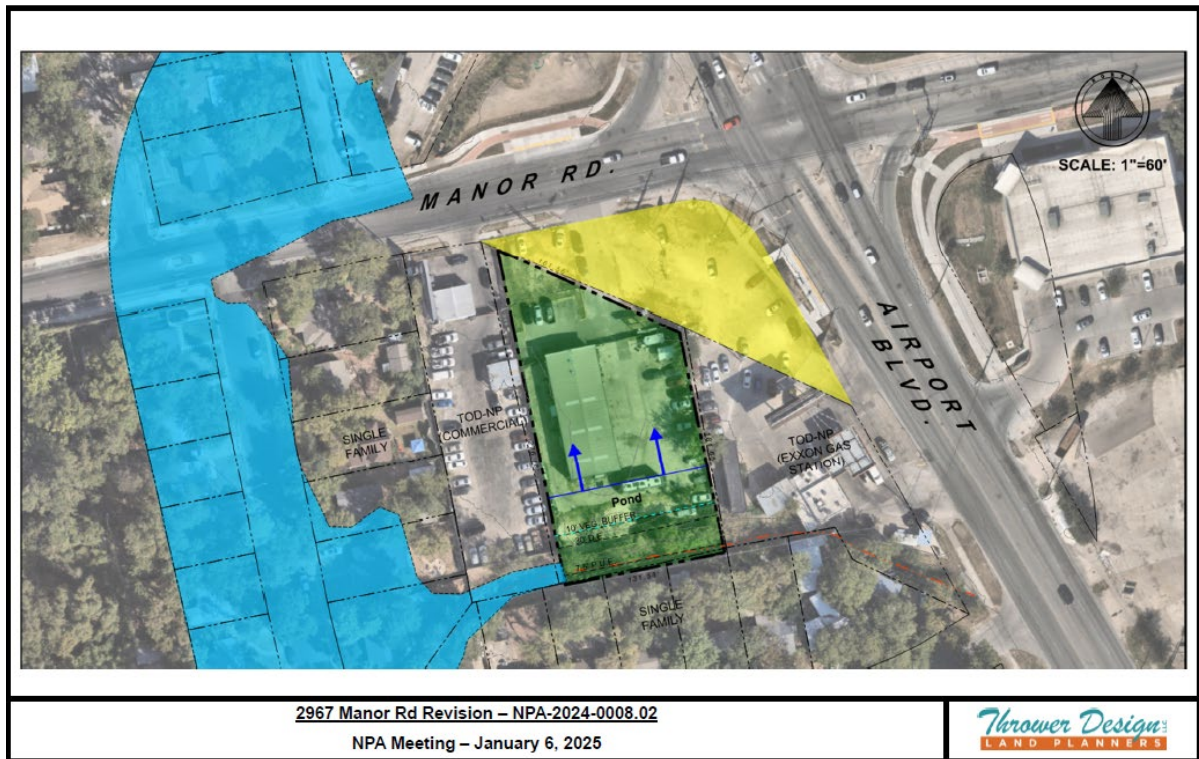 AUSTIN
SCALE: 1"=60'
MANOR RD.
AIRPORT
BLVD.
TOD-NP
(COMMERCIAL)
SINGLE
FAMILY
TOD-NP
(EXXON GAS
STATION)
Pond
10' VEG. BUFFER
SINGLE
FAMILY
2967 Manor Rd Revision – NPA-2024-0008.02
NPA Meeting – January 6, 2025
Thrower Design LLC
LAND PLANNERS